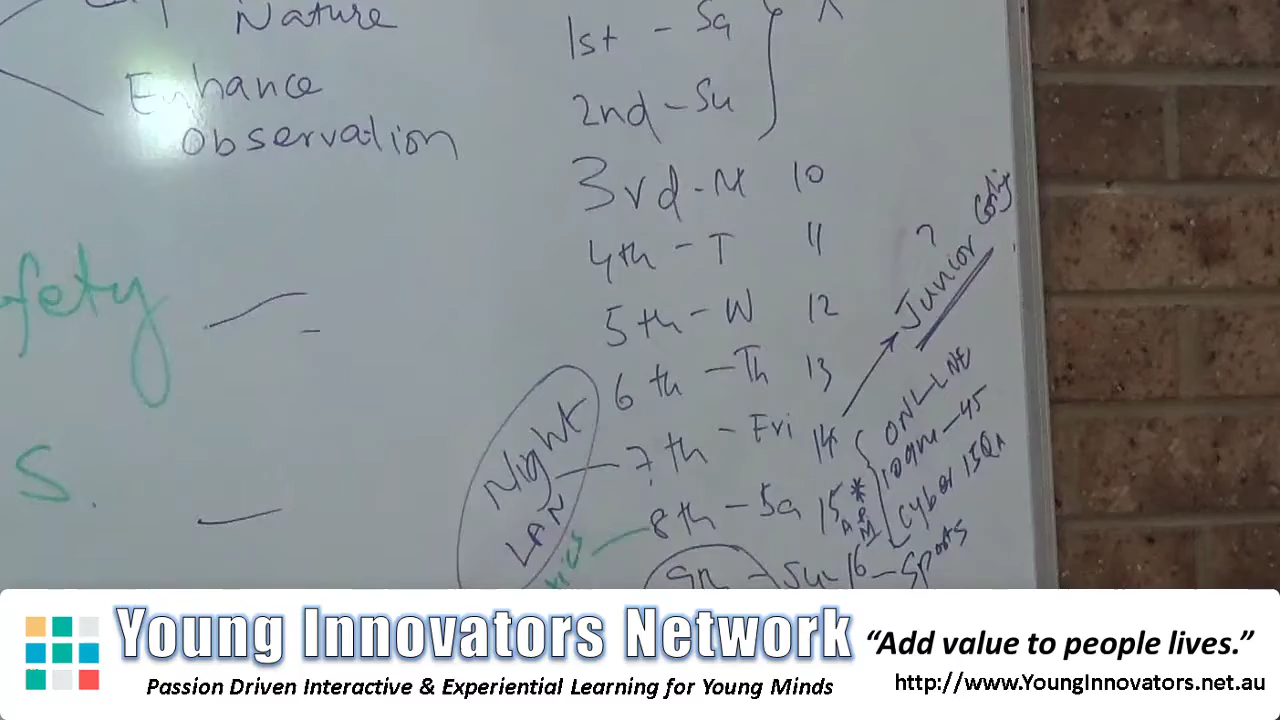 Nature
Enhance
Observation
fety
S.
1st - Sa
2nd - Su
3rd - M 10
4th - T 11
5th - W 12
6th - Th 13
7th - Fri 14
8th - Sa 15 *
Su 16 - Sports
Night
LAN
?
Junior
ONLINE
10am - 45
Cyber
Young Innovators Network
Passion Driven Interactive & Experiential Learning for Young Minds
“Add value to people lives.”
http://www.YoungInnovators.net.au